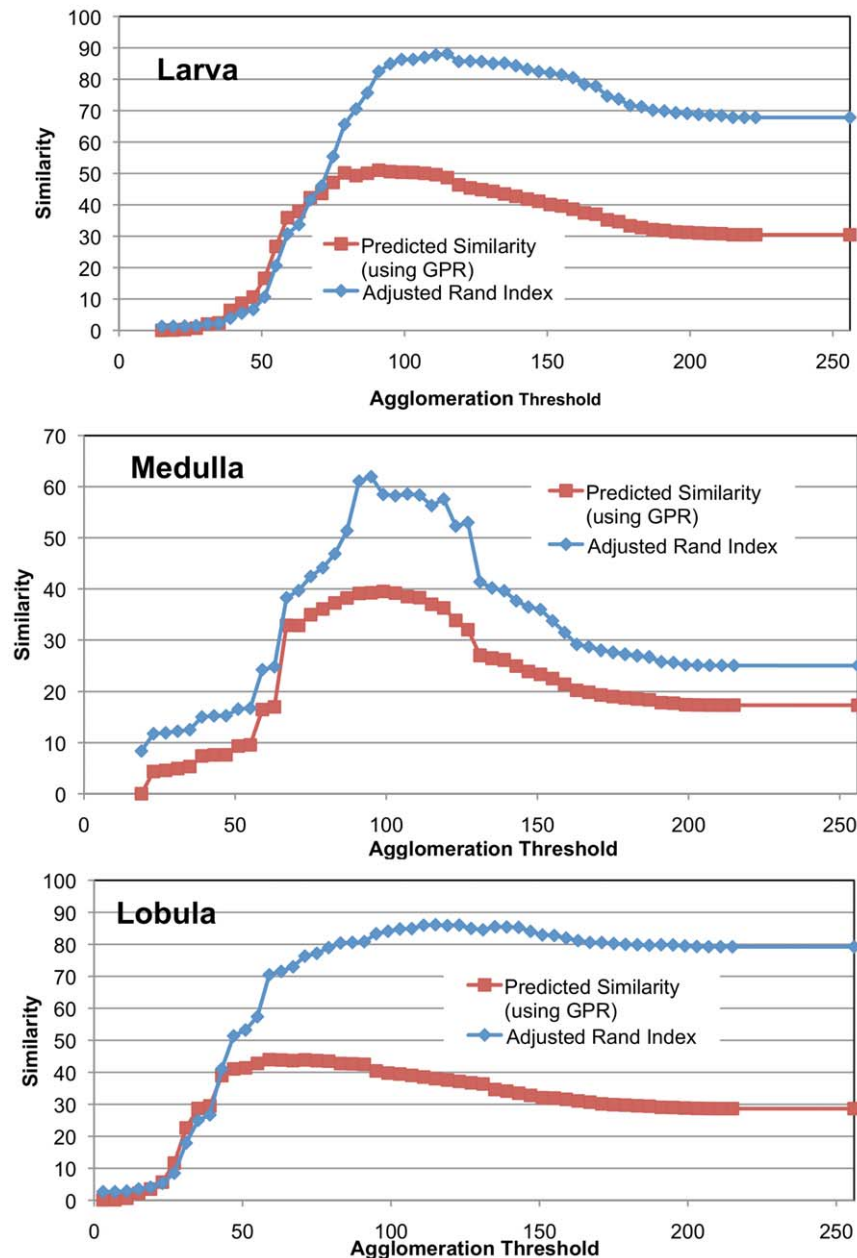 100
90
80
70
60
50
40
30
20
10
0
Similarity
Larva
Predicted Similarity
(using GPR)
Adjusted Rand Index
0 50 100 150 200 250
Agglomeration Threshold
70
60
50
40
30
20
10
0
Similarity
Medulla
Predicted Similarity
(using GPR)
Adjusted Rand Index
0 50 100 150 200 250
Agglomeration Threshold
100
90
80
70
60
50
40
30
20
10
0
Similarity
Lobula
Predicted Similarity
(using GPR)
Adjusted Rand Index
0 50 100 150 200 250
Agglomeration Threshold